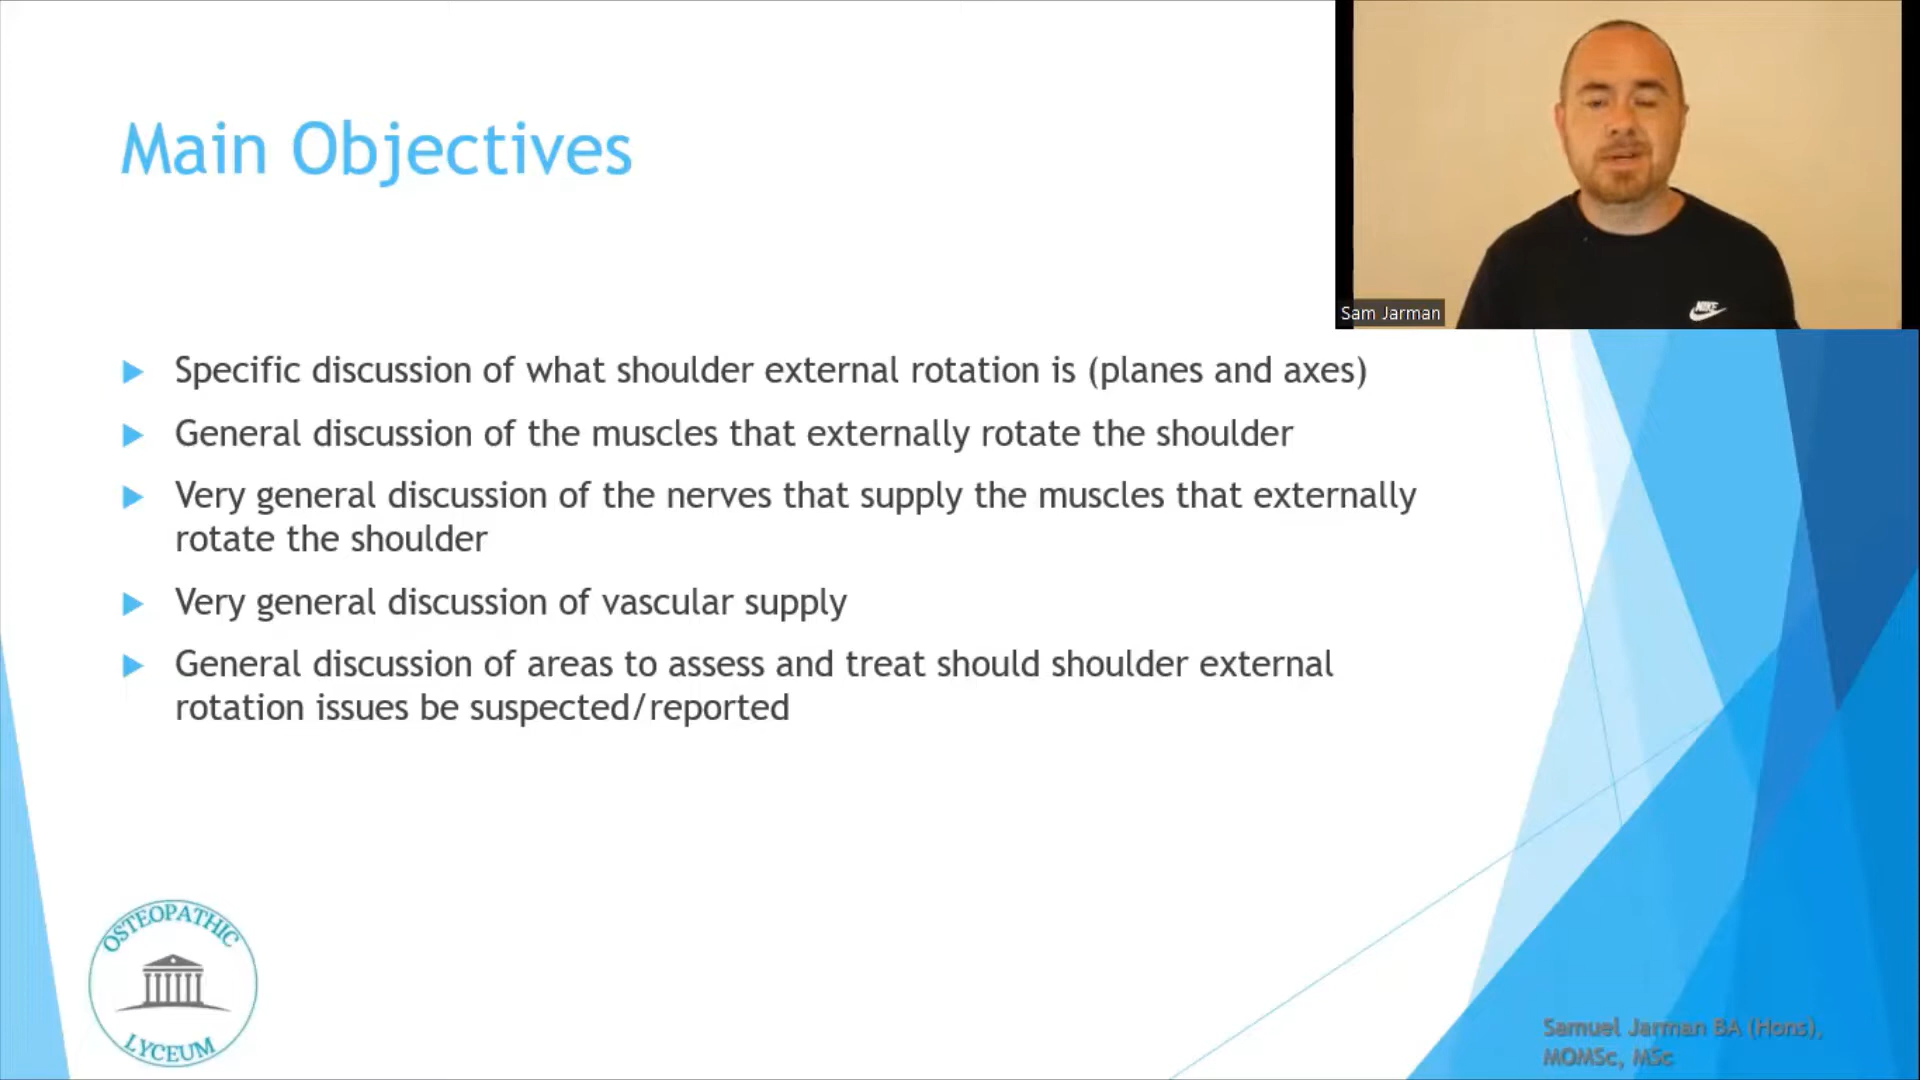 Main Objectives
NIKE
Sam Jarman
Specific discussion of what shoulder external rotation is (planes and axes)
General discussion of the muscles that externally rotate the shoulder
Very general discussion of the nerves that supply the muscles that externally
rotate the shoulder
Very general discussion of vascular supply
General discussion of areas to assess and treat should shoulder external
rotation issues be suspected/reported
OSTEOPATHIC
LYCEUM
Samuel Jarman BA (Hons),
MOMSc, MSc